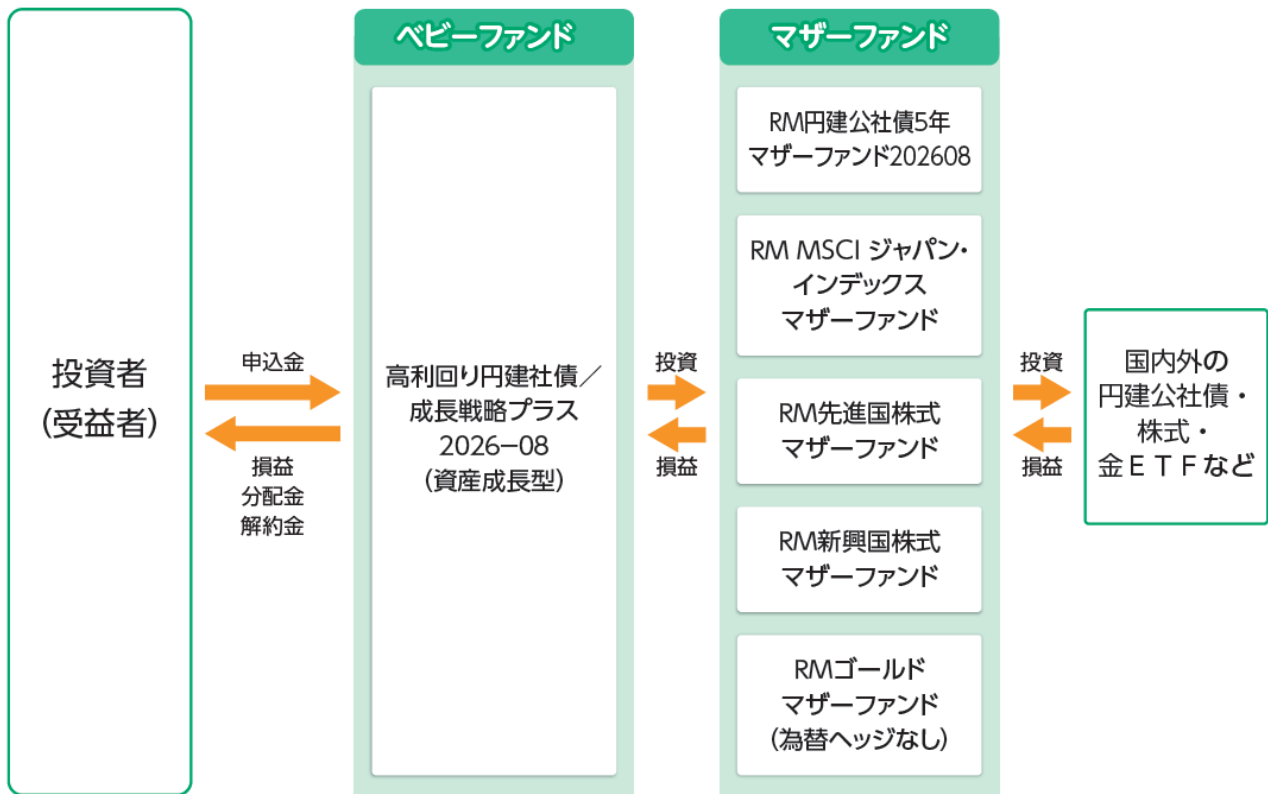 投資者
(受益者)
申込金
損益
分配金
解約金
ベビーファンド
高利回り円建社債／
成長戦略プラス
2026－08
(資産成長型)
投資
損益
マザーファンド
RM円建公社債5年
マザーファンド202608
RM MSCI ジャパン・
インデックス
マザーファンド
RM先進国株式
マザーファンド
RM新興国株式
マザーファンド
RMゴールド
マザーファンド
(為替ヘッジなし)
投資
損益
国内外の
円建公社債・
株式・
金ＥＴＦなど